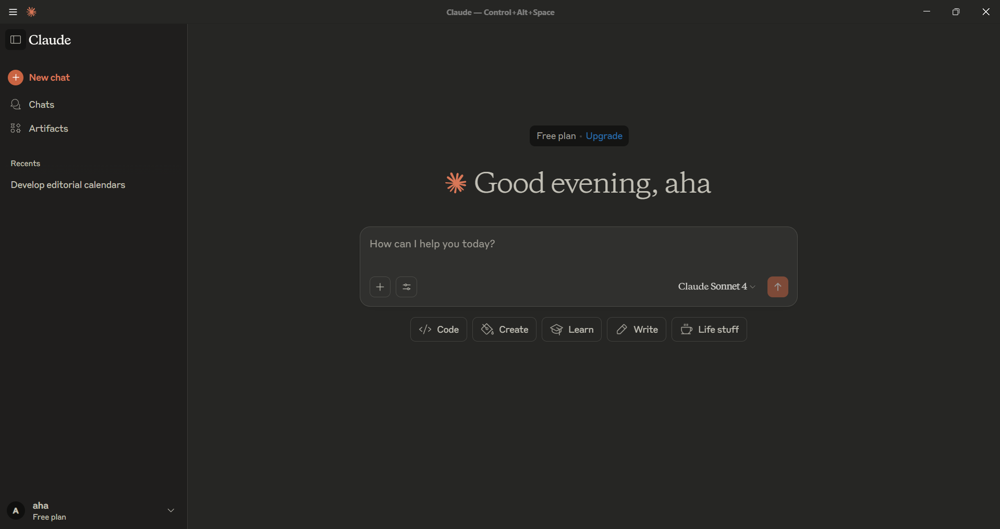 Claude — Control+Alt+Space
Claude
New chat
Chats
Artifacts
Recents
Develop editorial calendars
Free plan • Upgrade
Good evening, aha
How can I help you today?
Claude Sonnet 4
</> Code
Create
Learn
Write
Life stuff
A
aha
Free plan